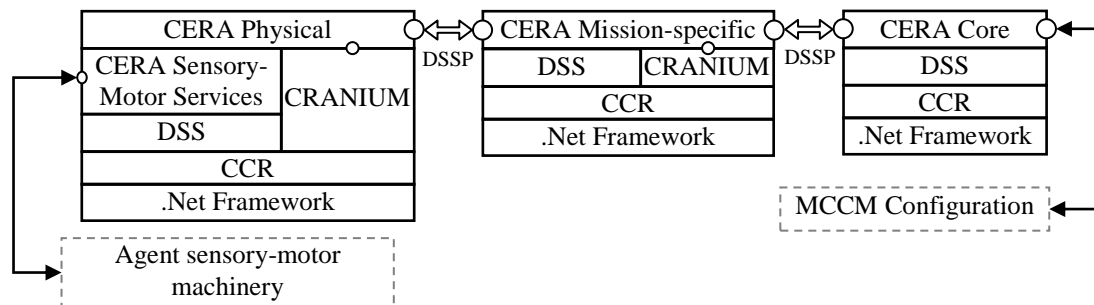 CERA Physical
CERA Sensory-
Motor Services
DSS
CRANIUM
CCR
.Net Framework
DSSP
CERA Mission-specific
DSS
CRANIUM
CCR
.Net Framework
DSSP
CERA Core
DSS
CCR
.Net Framework
MCCM Configuration
Agent sensory-motor
machinery